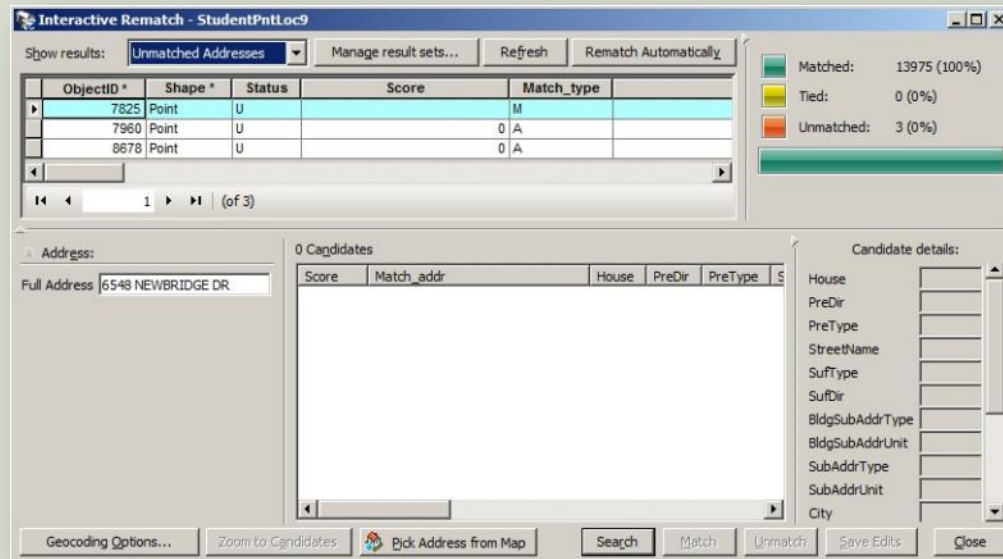 Interactive Rematch - StudentPntLoc9
Show results: Unmatched Addresses Manage result sets... Refresh Rematch Automatically
ObjectID * Shape * Status Score Match_type
7825 Point U M
7960 Point U 0 A
8678 Point U 0 A
1 (of 3)
Matched: 13975 (100%)
Tied: 0 (0%)
Unmatched: 3 (0%)
Address:
Full Address 6548 NEWBRIDGE DR
0 Candidates
Score Match_addr House PreDir PreType S
Candidate details:
House
PreDir
PreType
StreetName
SufType
SufDir
BldgSubAddrType
BldgSubAddrUnit
SubAddrType
SubAddrUnit
City
Geocoding Options... Zoom to Candidates Pick Address from Map Search Match Unmatch Save Edits Close